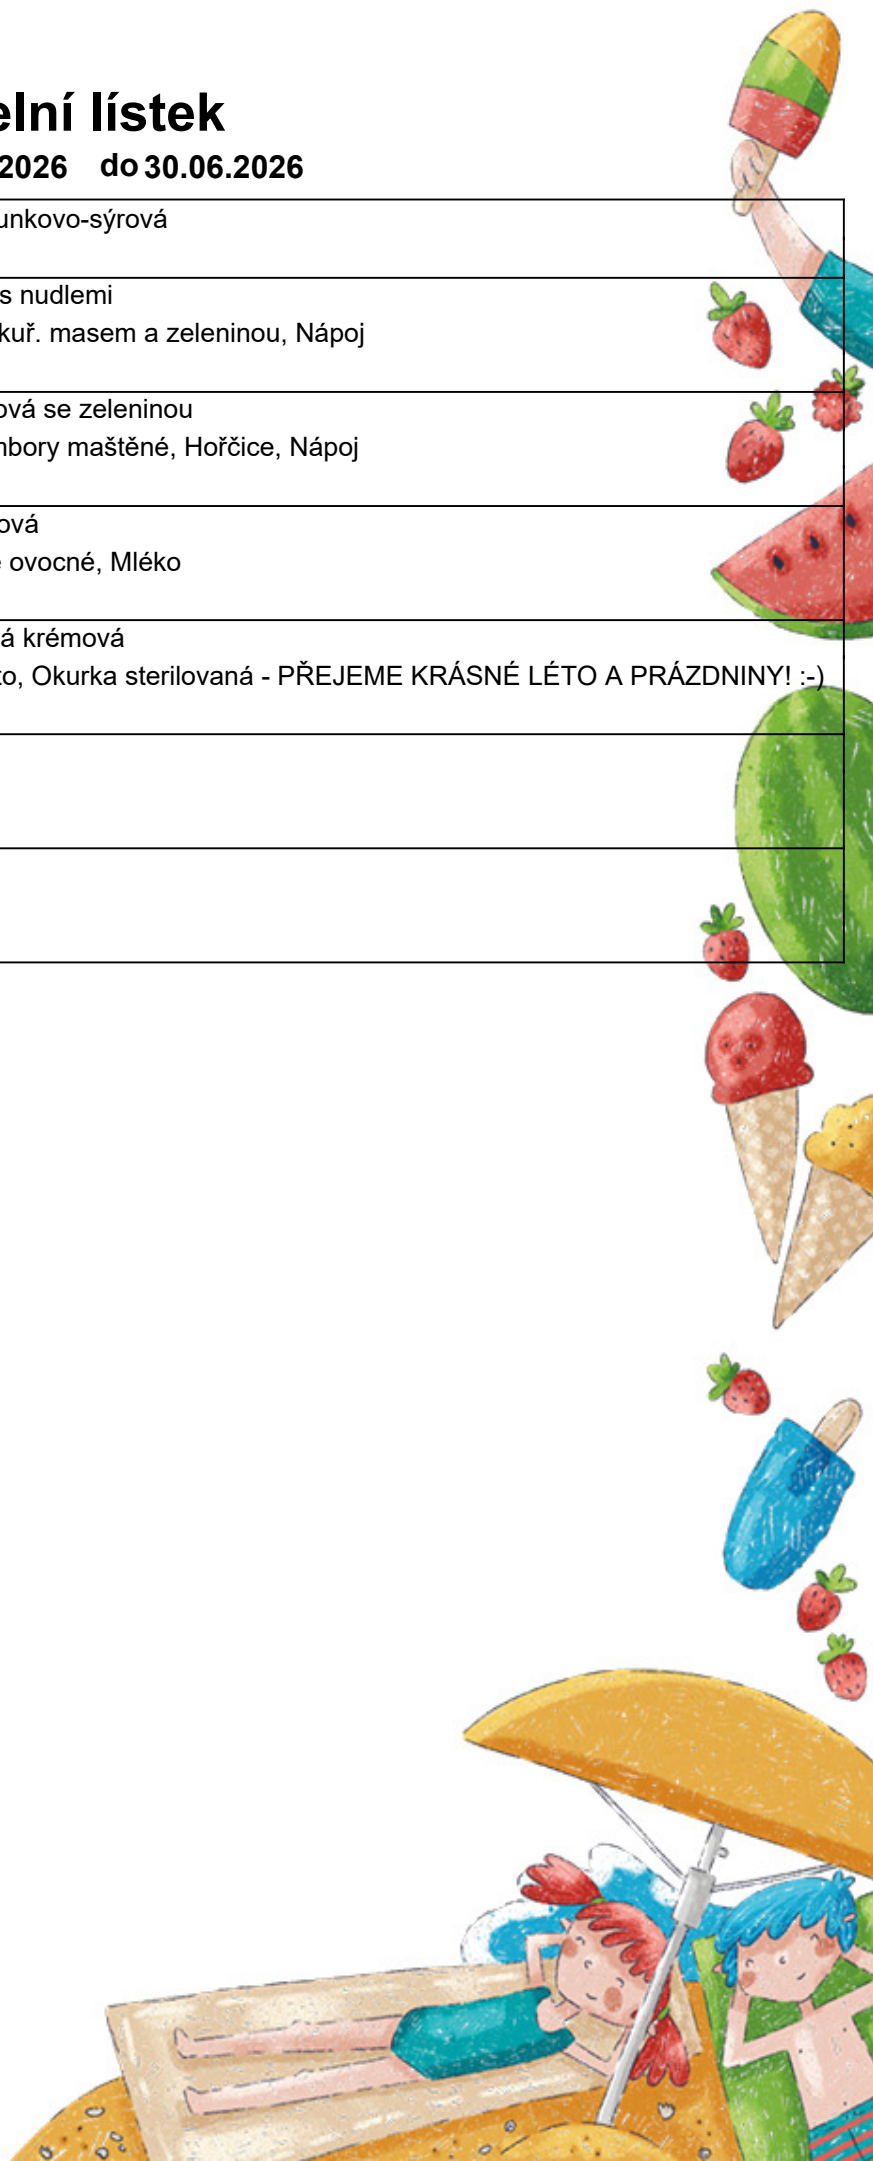 elní lístek
2026 do 30.06.2026
unkovo-sýrová
s nudlemi
kuř. masem a zeleninou, Nápoj
ová se zeleninou
mbory maštěné, Hořčice, Nápoj
ová
ovocné, Mléko
á krémová
to, Okurka sterilovaná - PŘEJEME KRÁSNÉ LÉTO A PRÁZDNINY! :-)